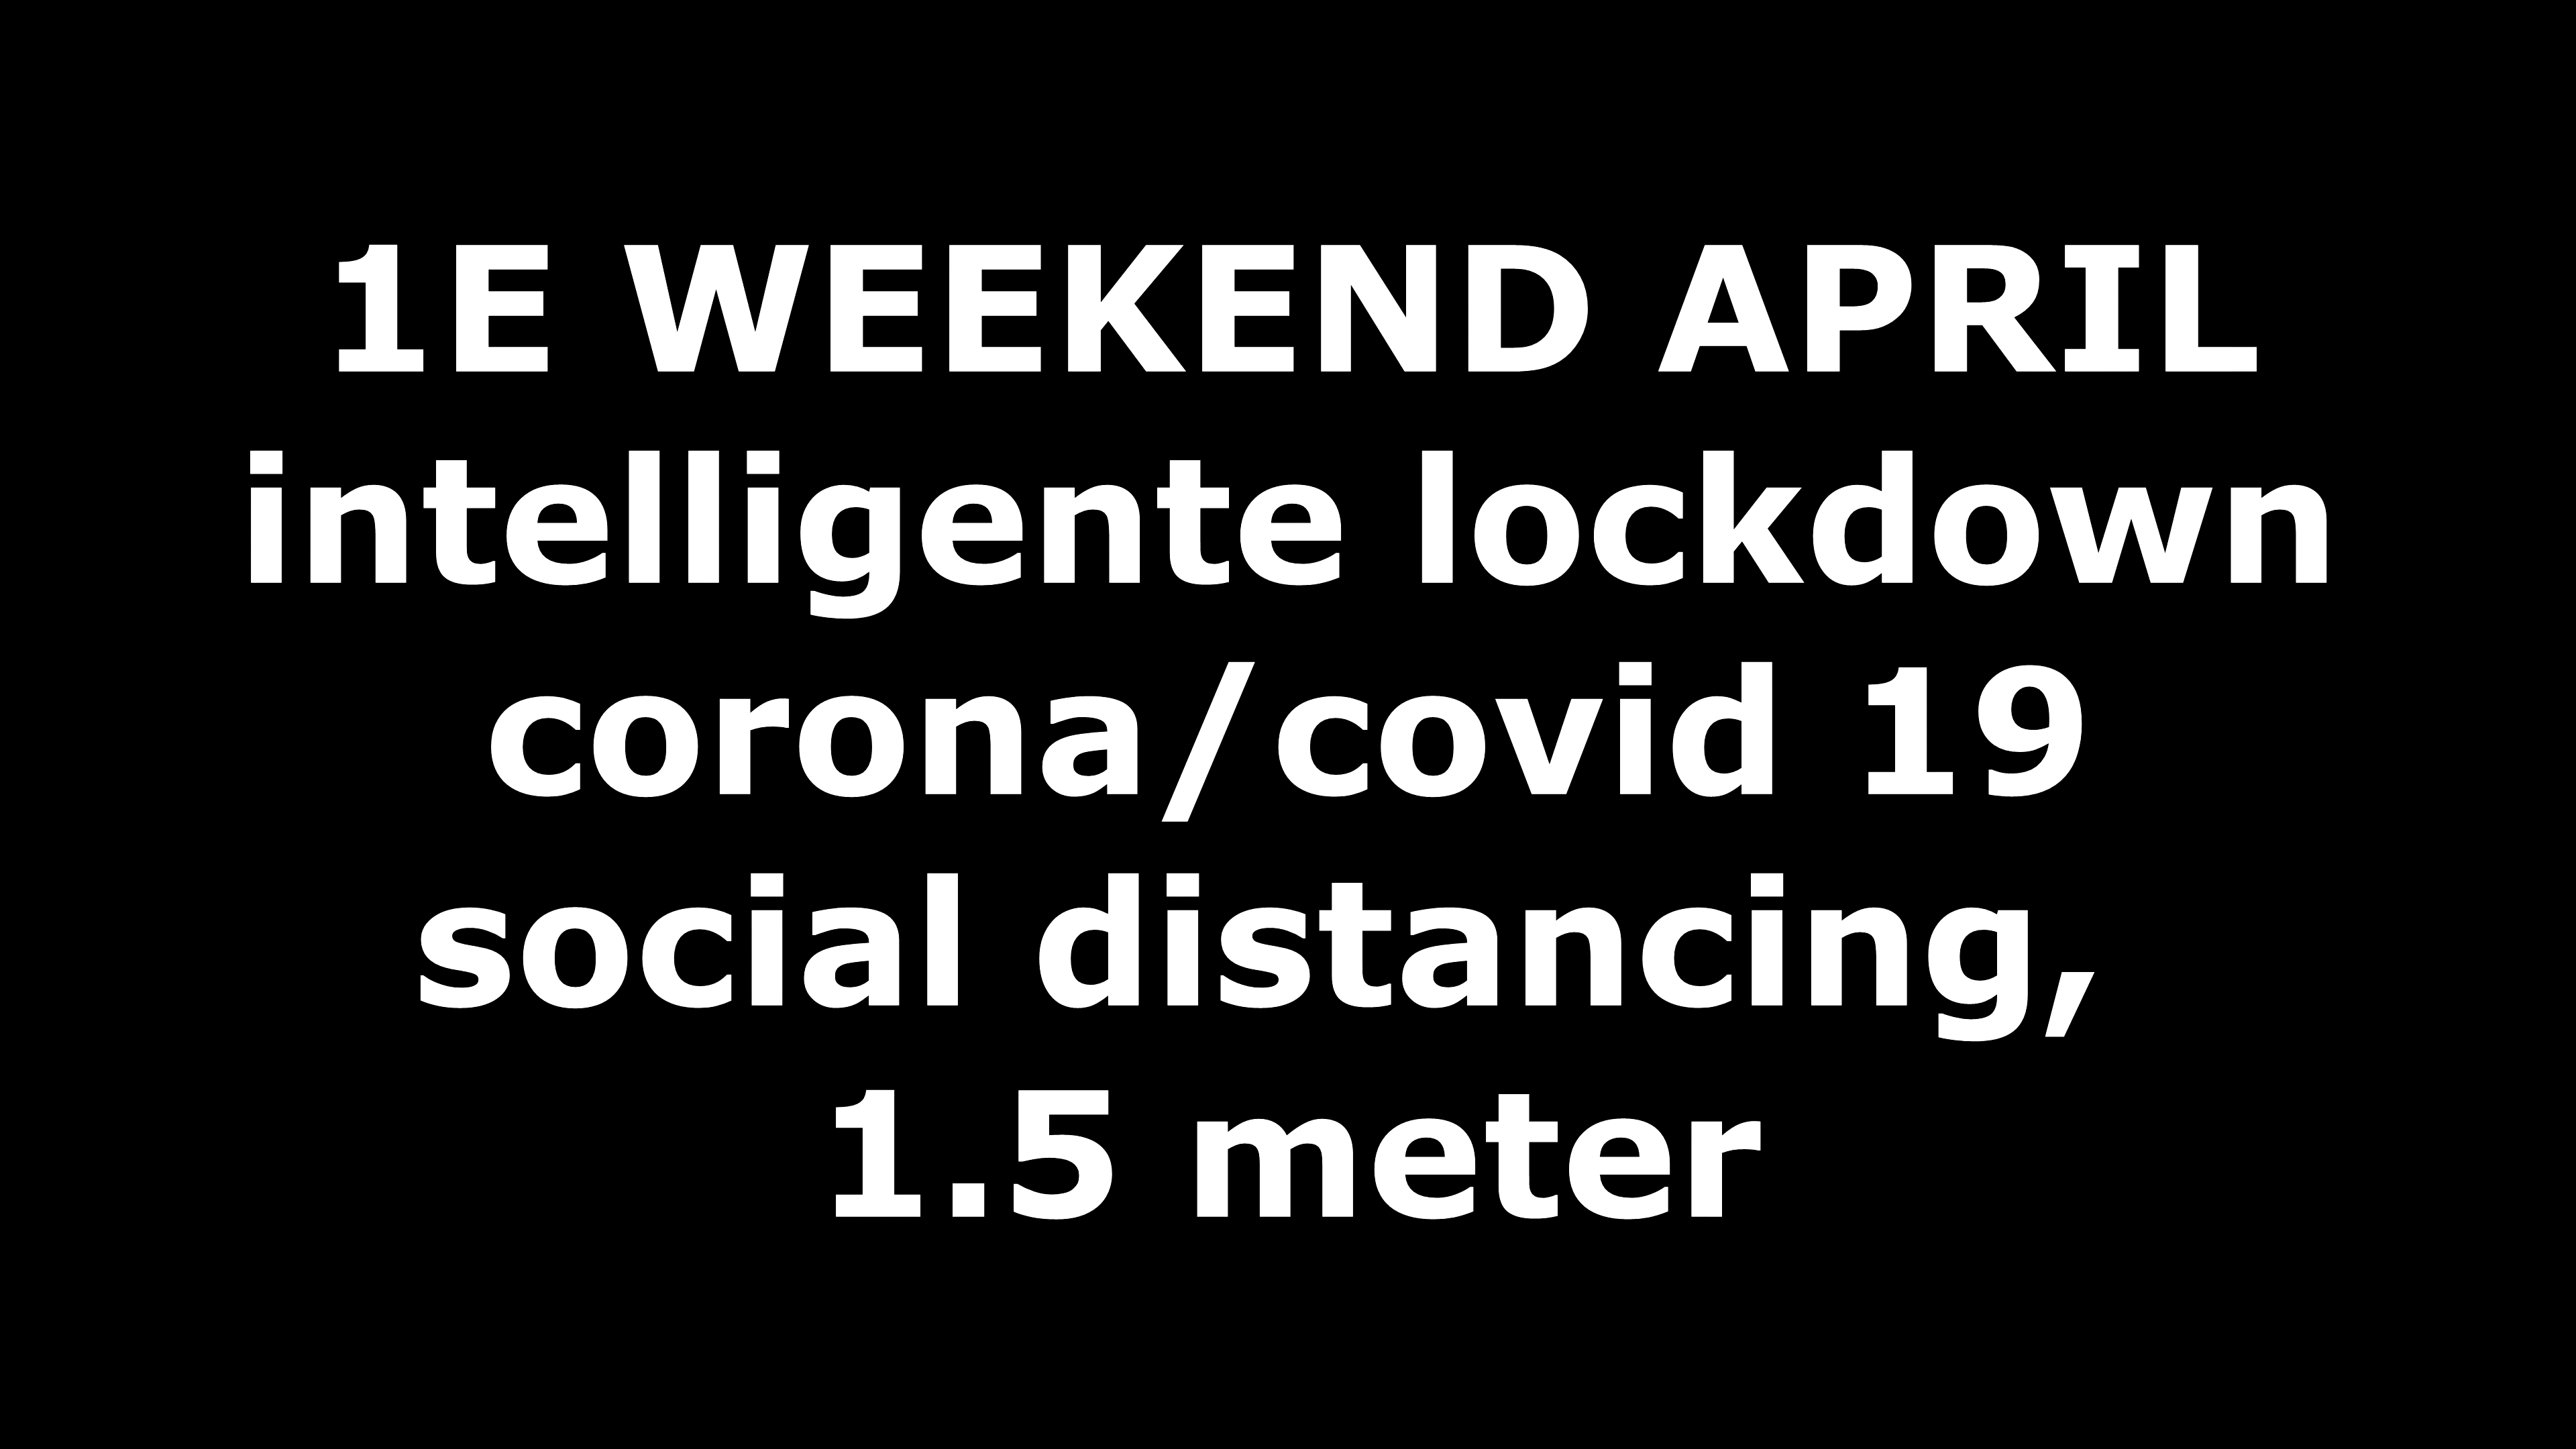 1E WEEKEND APRIL
intelligente lockdown
corona/covid 19
social distancing,
1.5 meter